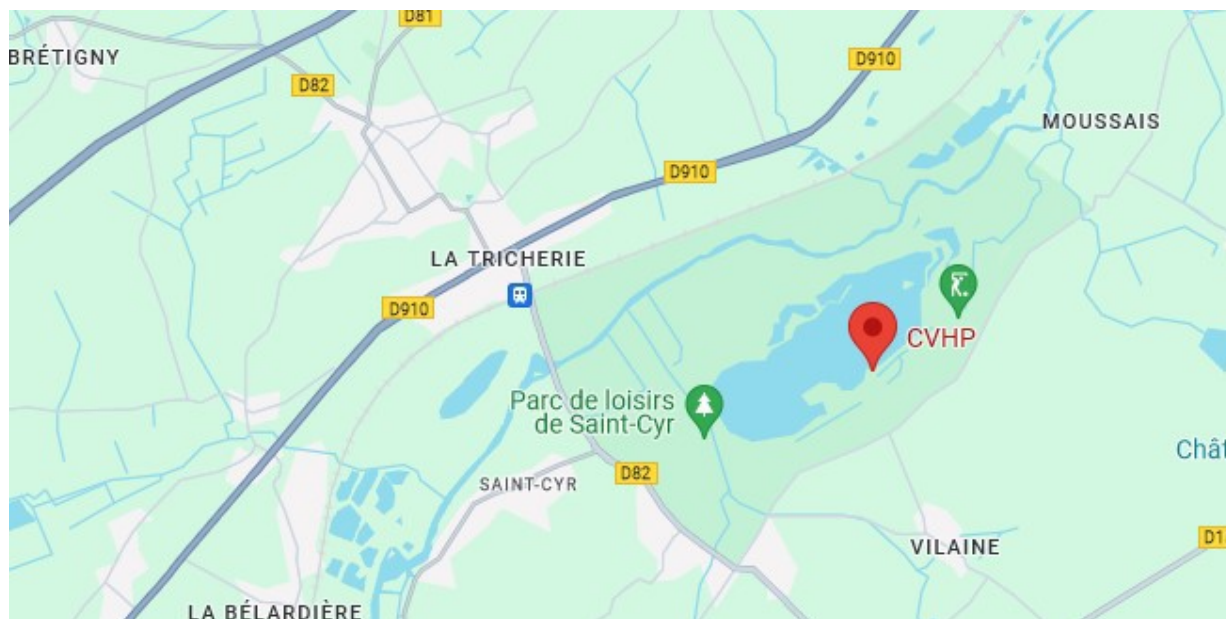 D81
BRÉTIGNY
D910
D82
MOUSSAIS
D910
LA TRICHERIE
D910
CVHP
Parc de loisirs
de Saint-Cyr
Chât
D82
SAINT-CYR
D1
VILAINE
LA BÉLARDIÈRE